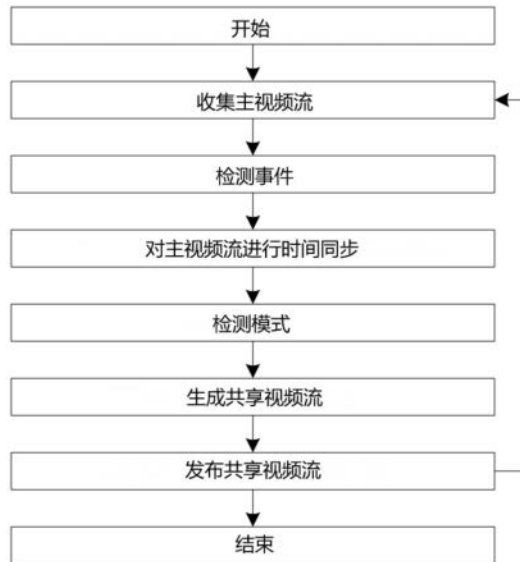 开始
收集主视频流
检测事件
对主视频流进行时间同步
检测模式
生成共享视频流
发布共享视频流
结束